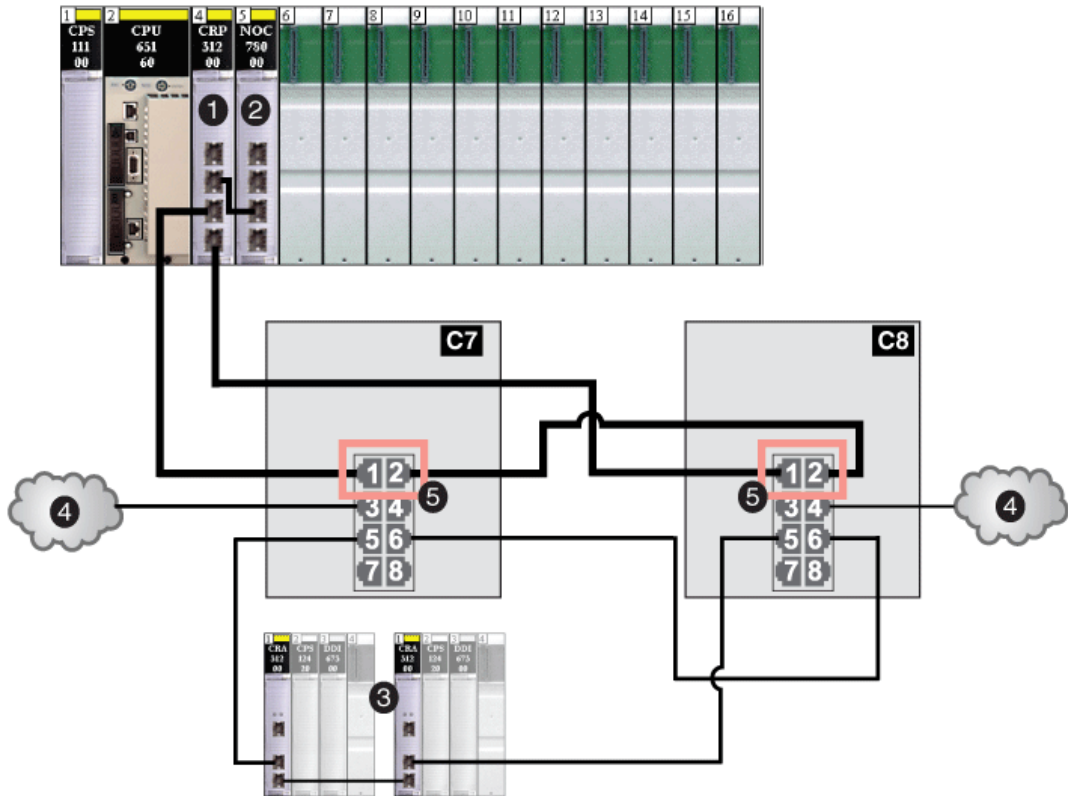 1 2 4 5 6 7 8 9 10 11 12 13 14 15 16
CPS CPU CRP NOC
111 651 312 780
00 60 00 00
1 2
C7 C8
1 2 1 2
5 5
4 3 4 3 4 4
5 6 5 6
7 8 7 8
1 2 3 4 1 2 3 4
CRA CPS DDI CRA CPS DDI
312 124 673 312 124 673
00 20 00 00 20 00
3